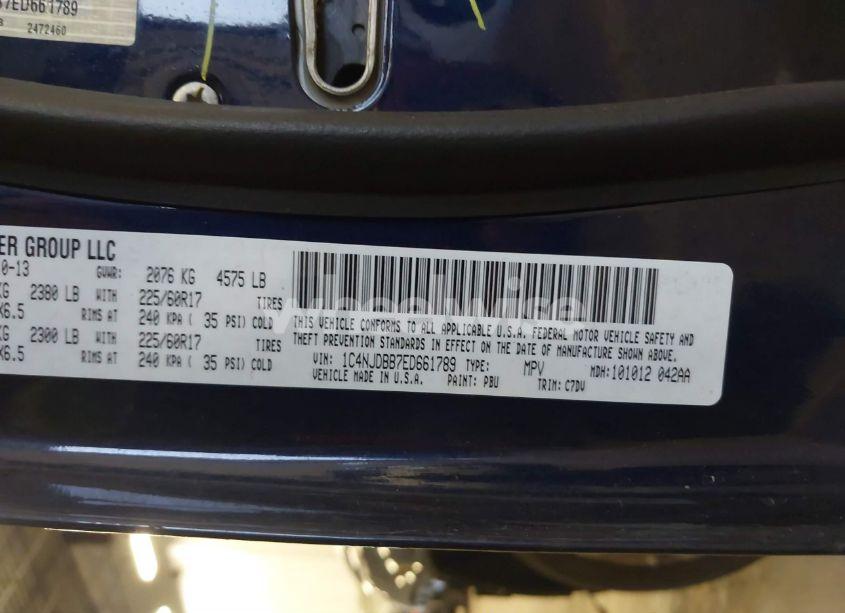 7ED661789
2472460
ER GROUP LLC
0-13 GVWR: 2076 KG 4575 LB
KG 2380 LB WITH 225/60R17 TIRES
X6.5 RIMS AT 240 KPA ( 35 PSI) COLD
KG 2300 LB WITH 225/60R17 TIRES
X6.5 RIMS AT 240 KPA ( 35 PSI) COLD
wheelwise
THIS VEHICLE CONFORMS TO ALL APPLICABLE U.S.A. FEDERAL MOTOR VEHICLE SAFETY AND
THEFT PREVENTION STANDARDS IN EFFECT ON THE DATE OF MANUFACTURE SHOWN ABOVE.
VIN: 1C4NJDBB7ED661789 TYPE: MPV MDH:101012 042AA
VEHICLE MADE IN U.S.A. PAINT: PBU TRIM: C7DV